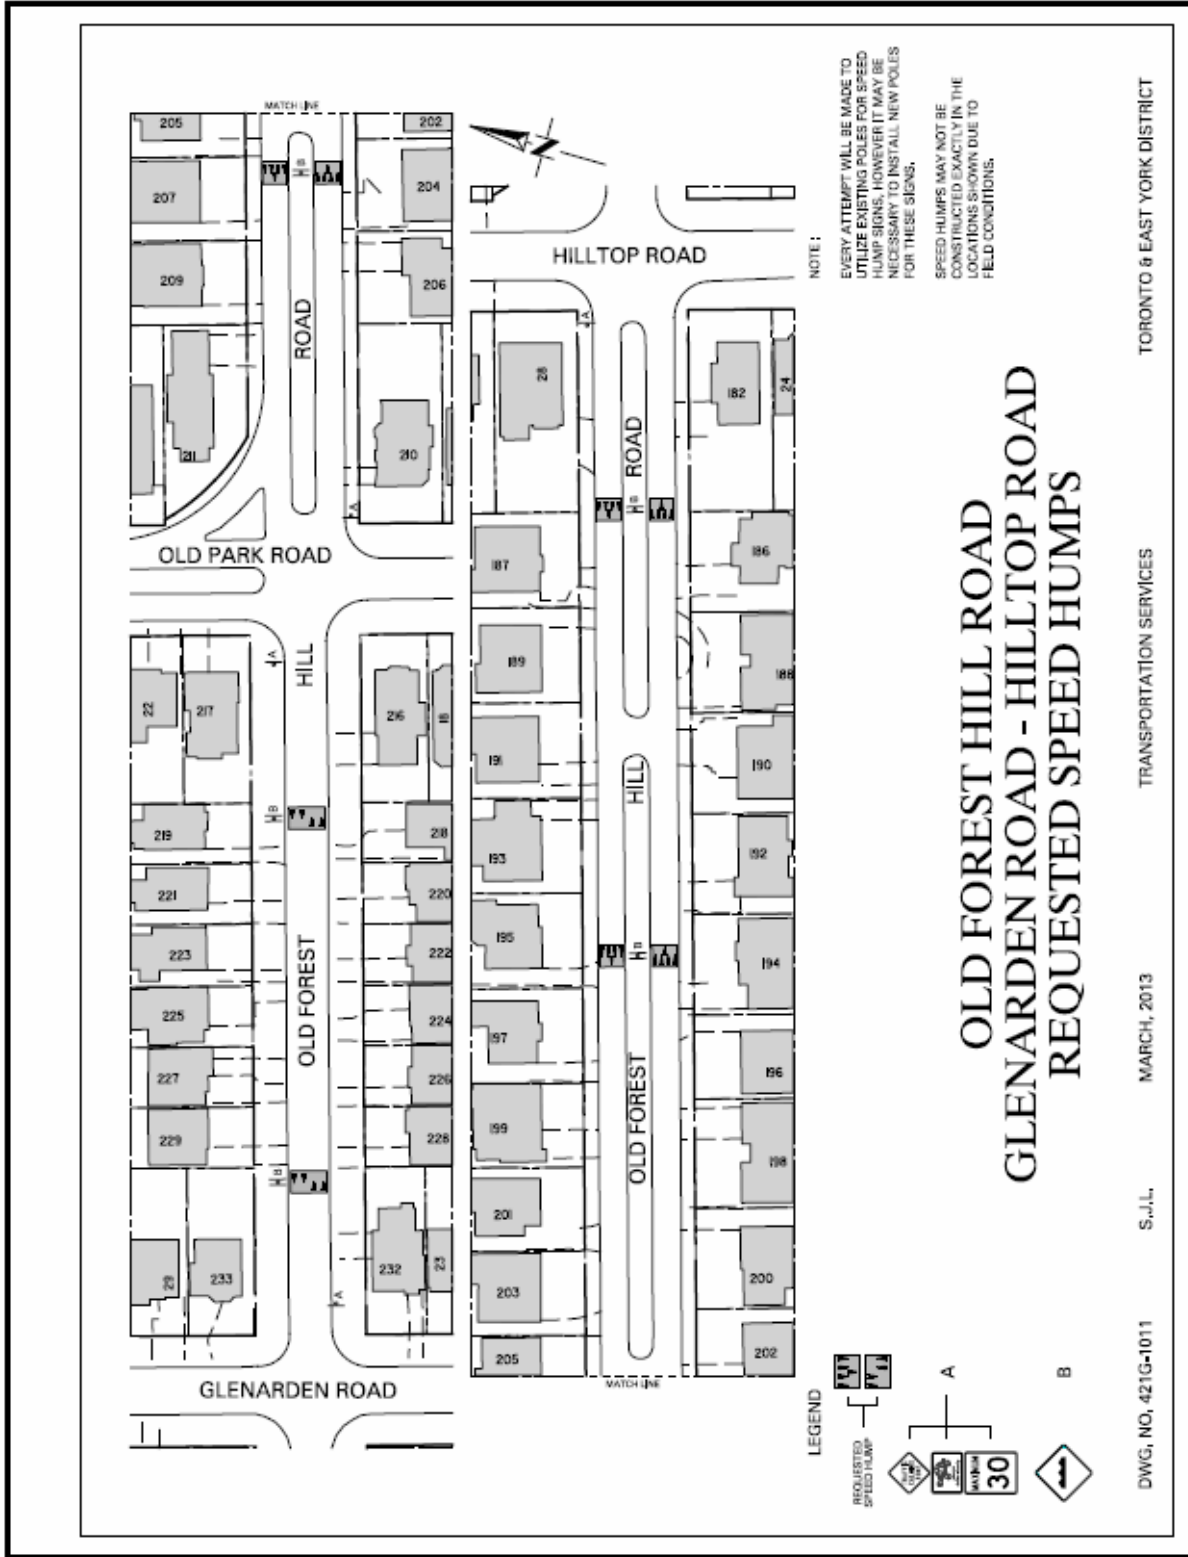 MATCH LINE
205
202
207
204
209
206
ROAD
211
210
A
B
H
OLD PARK ROAD
HILL
A
22
217
216
18
219
B
218
221
220
OLD FOREST
223
222
225
224
227
226
229
228
B
29
233
232
23
A
GLENARDEN ROAD
HILLTOP ROAD
A
28
182
24
ROAD
B
187
186
189
188
191
HILL
190
193
192
195
B
194
197
OLD FOREST
196
199
198
201
203
200
205
202
MATCH LINE
N
NOTE :
EVERY ATTEMPT WILL BE MADE TO
UTILIZE EXISTING POLES FOR SPEED
HUMP SIGNS, HOWEVER IT MAY BE
NECESSARY TO INSTALL NEW POLES
FOR THESE SIGNS.
SPEED HUMPS MAY NOT BE
CONSTRUCTED EXACTLY IN THE
LOCATIONS SHOWN DUE TO
FIELD CONDITIONS.
LEGEND
REQUESTED
SPEED HUMP
MAXIMUM
30
A
B
OLD FOREST HILL ROAD
GLENARDEN ROAD - HILLTOP ROAD
REQUESTED SPEED HUMPS
DWG. NO. 421G-1011
S.J.L.
MARCH, 2013
TRANSPORTATION SERVICES
TORONTO & EAST YORK DISTRICT